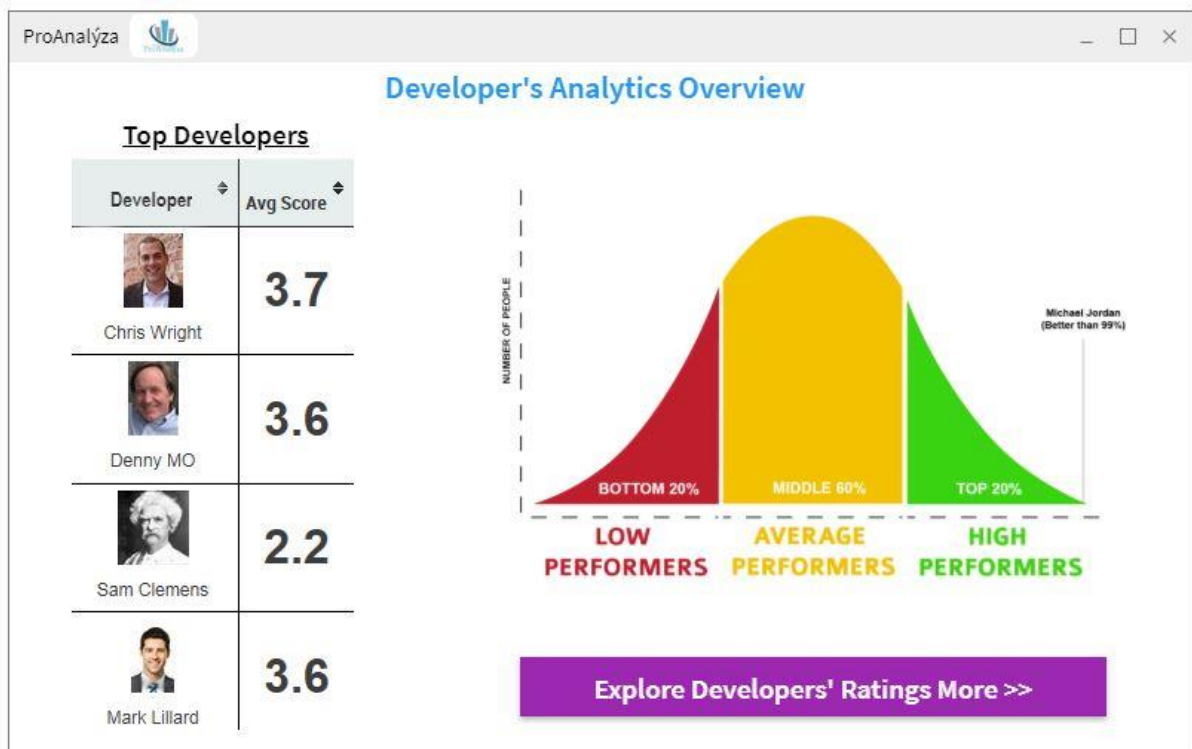 ProAnalýza
Developer's Analytics Overview
Top Developers
Developer
Avg Score
Chris Wright
3.7
Denny MO
3.6
Sam Clemens
2.2
Mark Lillard
3.6
NUMBER OF PEOPLE
Michael Jordan
(Better than 99%)
BOTTOM 20%
MIDDLE 60%
TOP 20%
LOW
PERFORMERS
AVERAGE
PERFORMERS
HIGH
PERFORMERS
Explore Developers' Ratings More >>